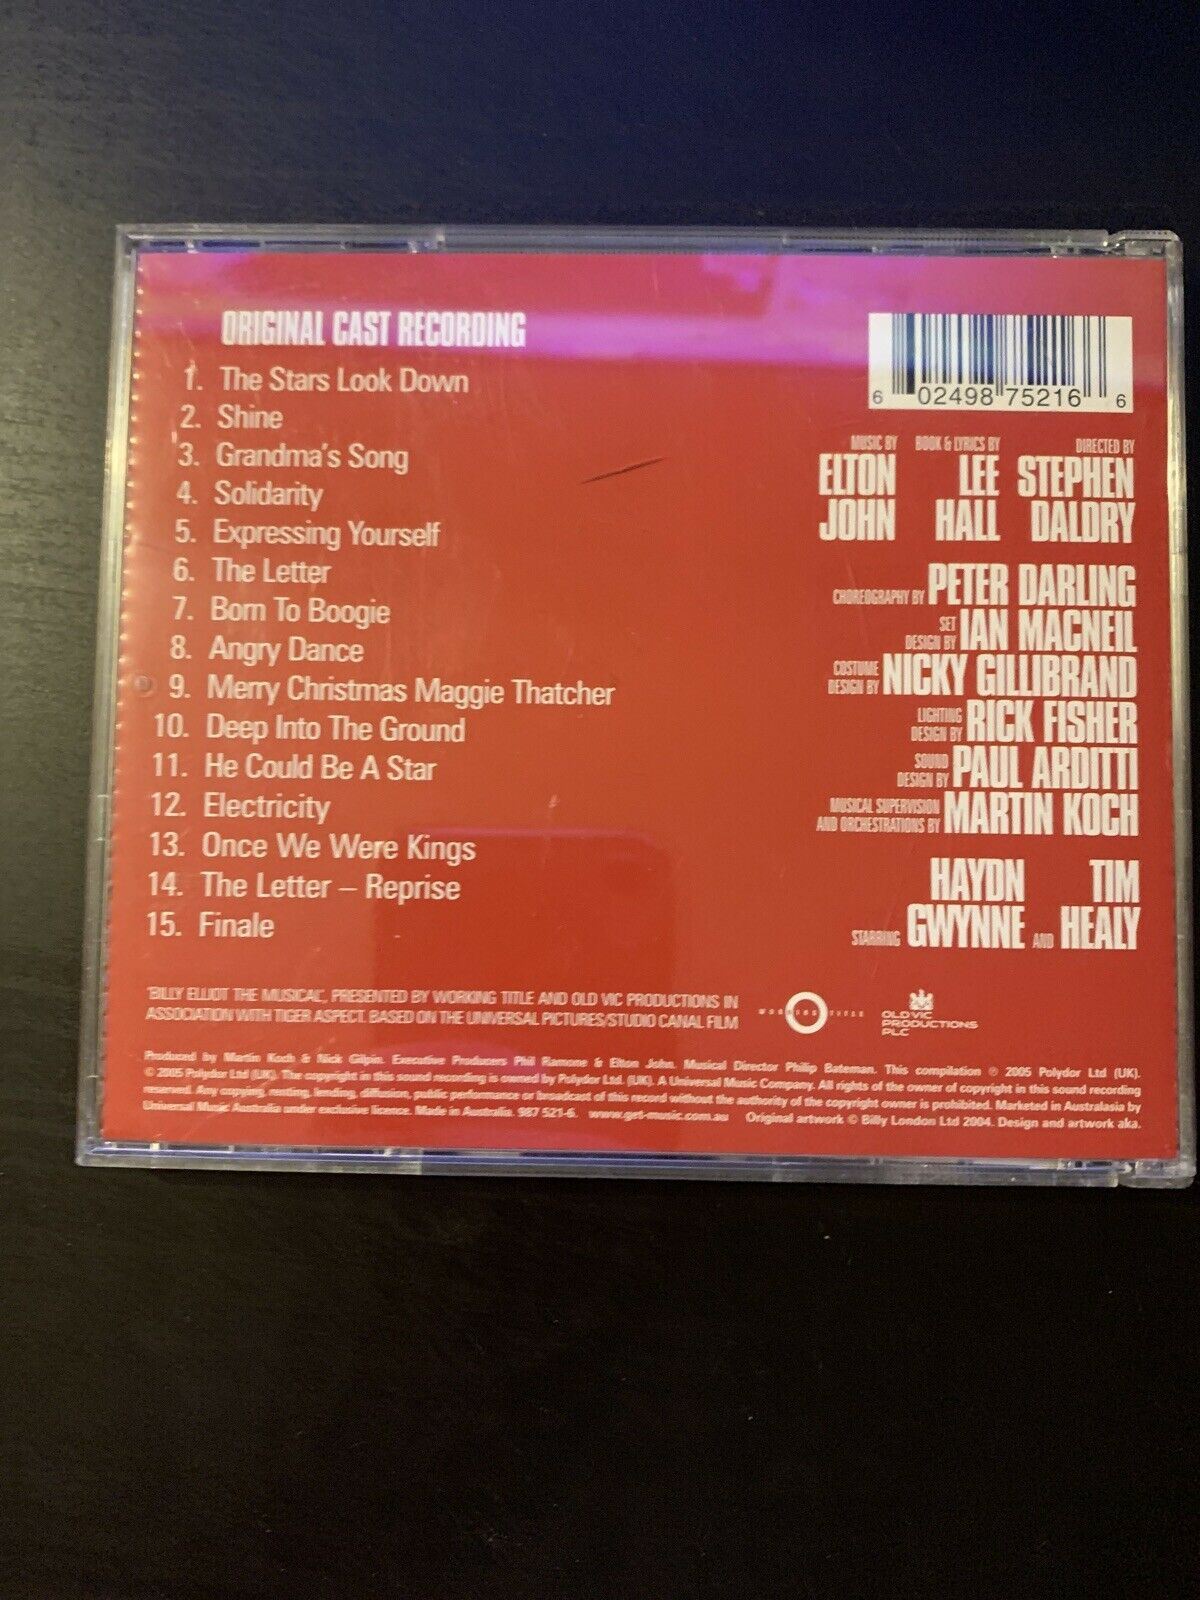 ORIGINAL CAST RECORDING
1. The Stars Look Down
2. Shine
3. Grandma's Song
4. Solidarity
5. Expressing Yourself
6. The Letter
7. Born To Boogie
8. Angry Dance
9. Merry Christmas Maggie Thatcher
10. Deep Into The Ground
11. He Could Be A Star
12. Electricity
13. Once We Were Kings
14. The Letter – Reprise
15. Finale
6 02498 75216 6
MUSIC BY BOOK & LYRICS BY DIRECTED BY
ELTON LEE STEPHEN
JOHN HALL DALDRY
CHOREOGRAPHY BY PETER DARLING
SET DESIGN BY IAN MACNEIL
COSTUME DESIGN BY NICKY GILLIBRAND
LIGHTING DESIGN BY RICK FISHER
SOUND DESIGN BY PAUL ARDITTI
MUSICAL SUPERVISION AND ORCHESTRATIONS BY MARTIN KOCH
HAYDN TIM
STARRING GWYNNE AND HEALY
'BILLY ELLIOT THE MUSICAL', PRESENTED BY WORKING TITLE AND OLD VIC PRODUCTIONS IN
ASSOCIATION WITH TIGER ASPECT. BASED ON THE UNIVERSAL PICTURES/STUDIO CANAL FILM
WORKING TITLE
OLD VIC
PRODUCTIONS
PLC
Produced by Martin Koch & Nick Gilpin. Executive Producers Phil Ramone & Elton John. Musical Director Philip Bateman. This compilation ℗ 2005 Polydor Ltd (UK).
© 2005 Polydor Ltd (UK). The copyright in this sound recording is owned by Polydor Ltd. (UK). A Universal Music Company. All rights of the owner of copyright in this sound recording
reserved. Any copying, renting, lending, diffusion, public performance or broadcast of this record without the authority of the copyright owner is prohibited. Marketed in Australasia by
Universal Music Australia under exclusive licence. Made in Australia. 987 521-6. www.get-music.com.au Original artwork © Billy London Ltd 2004. Design and artwork aka.